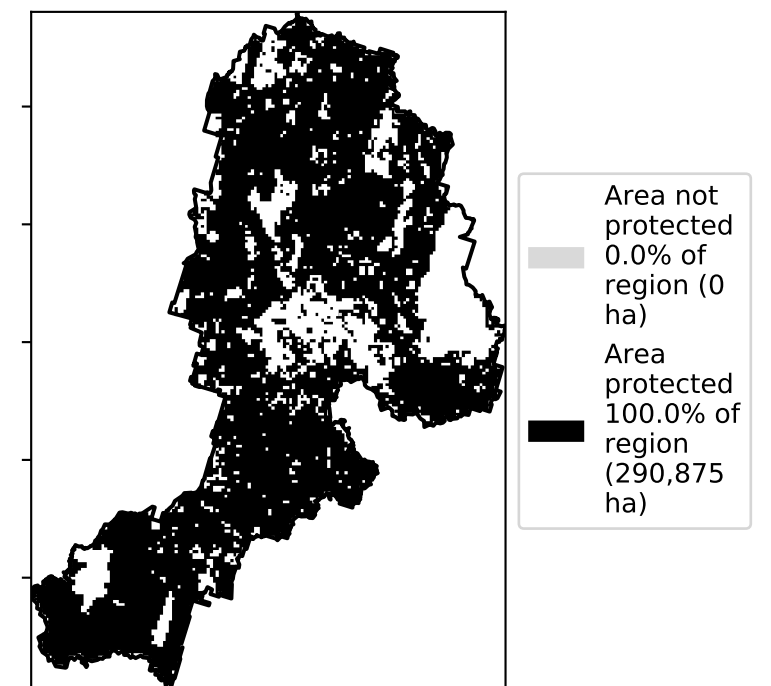 Area not
protected
0.0% of
region (0
ha)
Area
protected
100.0% of
region
(290,875
ha)